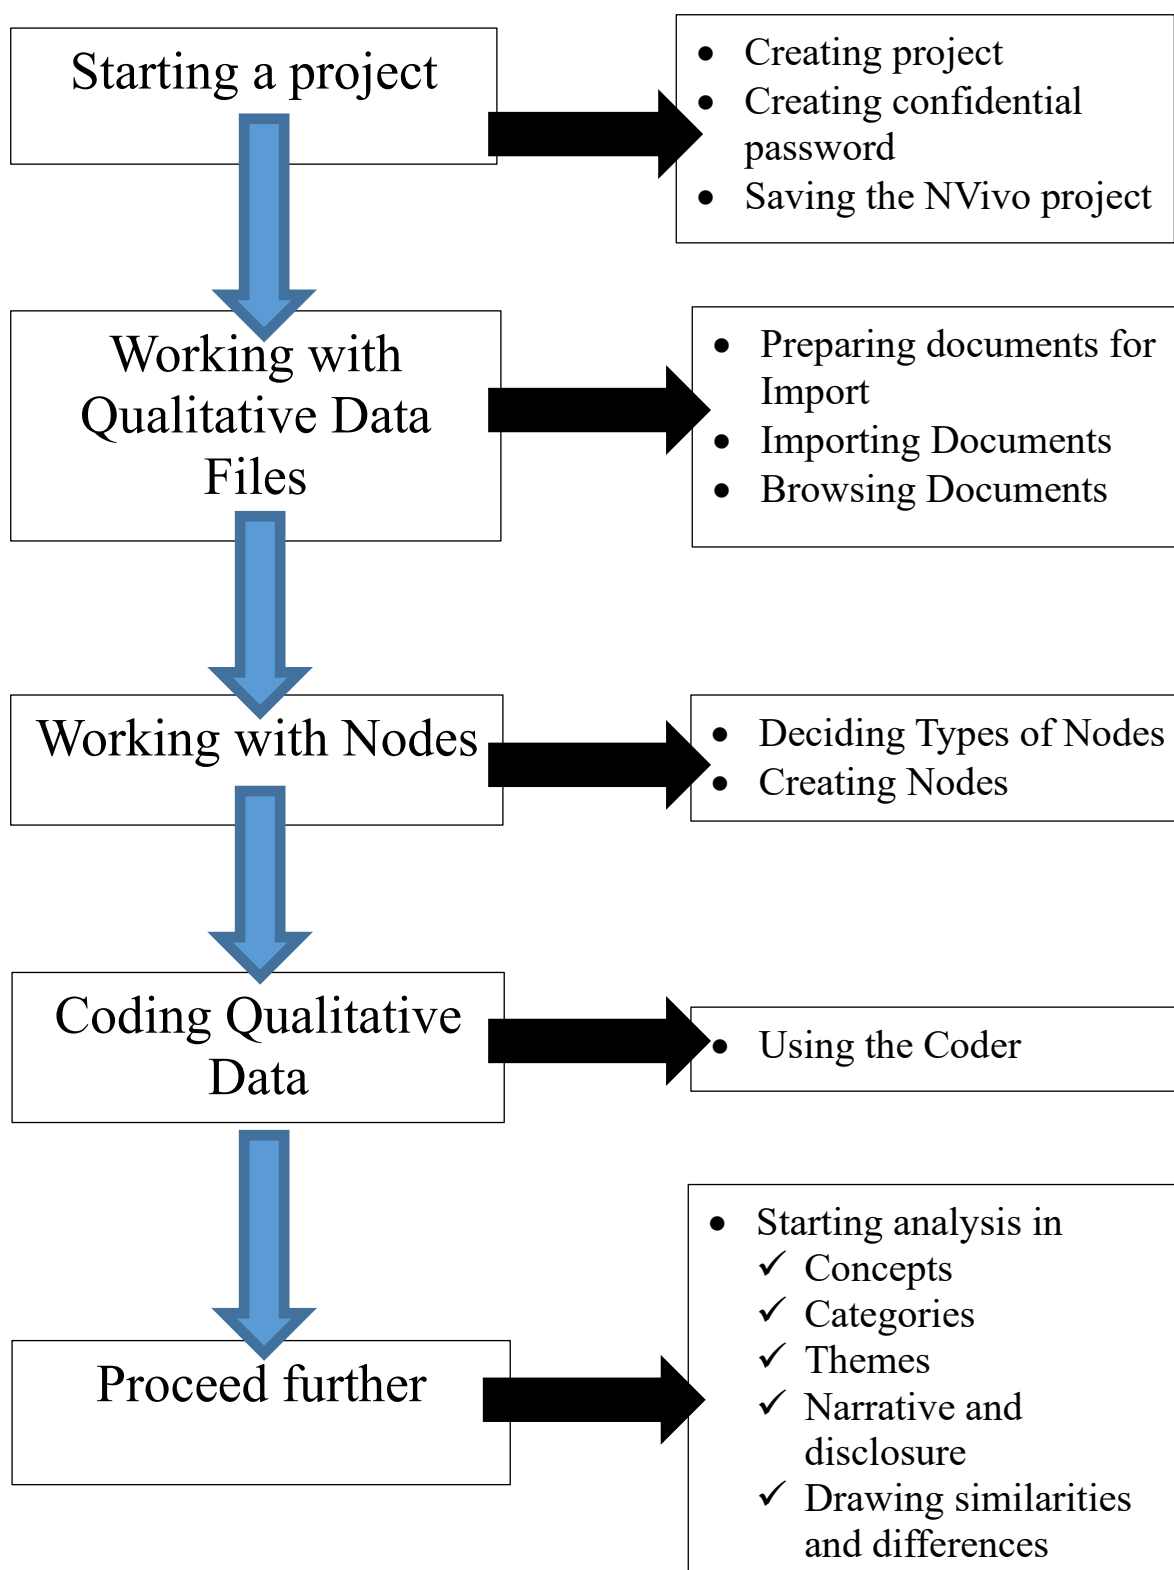 Starting a project
• Creating project
• Creating confidential
password
• Saving the NVivo project
Working with
Qualitative Data
Files
• Preparing documents for
Import
• Importing Documents
• Browsing Documents
Working with Nodes
• Deciding Types of Nodes
• Creating Nodes
Coding Qualitative
Data
• Using the Coder
Proceed further
• Starting analysis in
✓ Concepts
✓ Categories
✓ Themes
✓ Narrative and
disclosure
✓ Drawing similarities
and differences